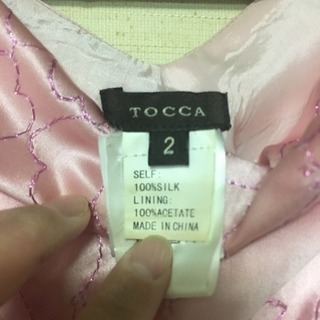 TOCCA
2
SELF:
100%SILK
LINING:
100%ACETATE
MADE IN CHINA